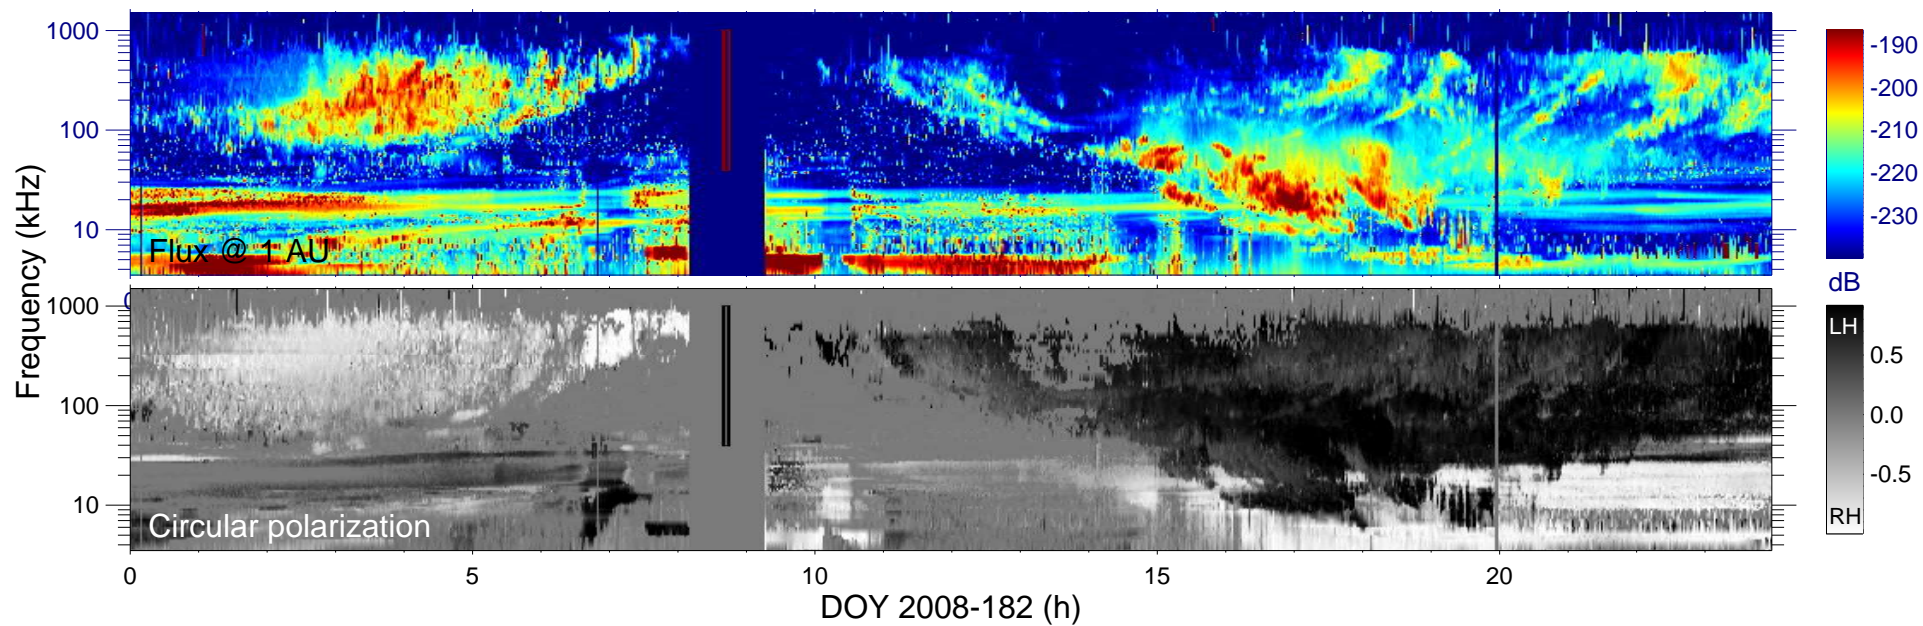 Frequency (kHz)
1000
100
10
Flux @ 1 AU
-190
-200
-210
-220
-230
dB
0
1000
100
10
Circular polarization
LH
0.5
0.0
-0.5
RH
0 5 10 15 20
DOY 2008-182 (h)